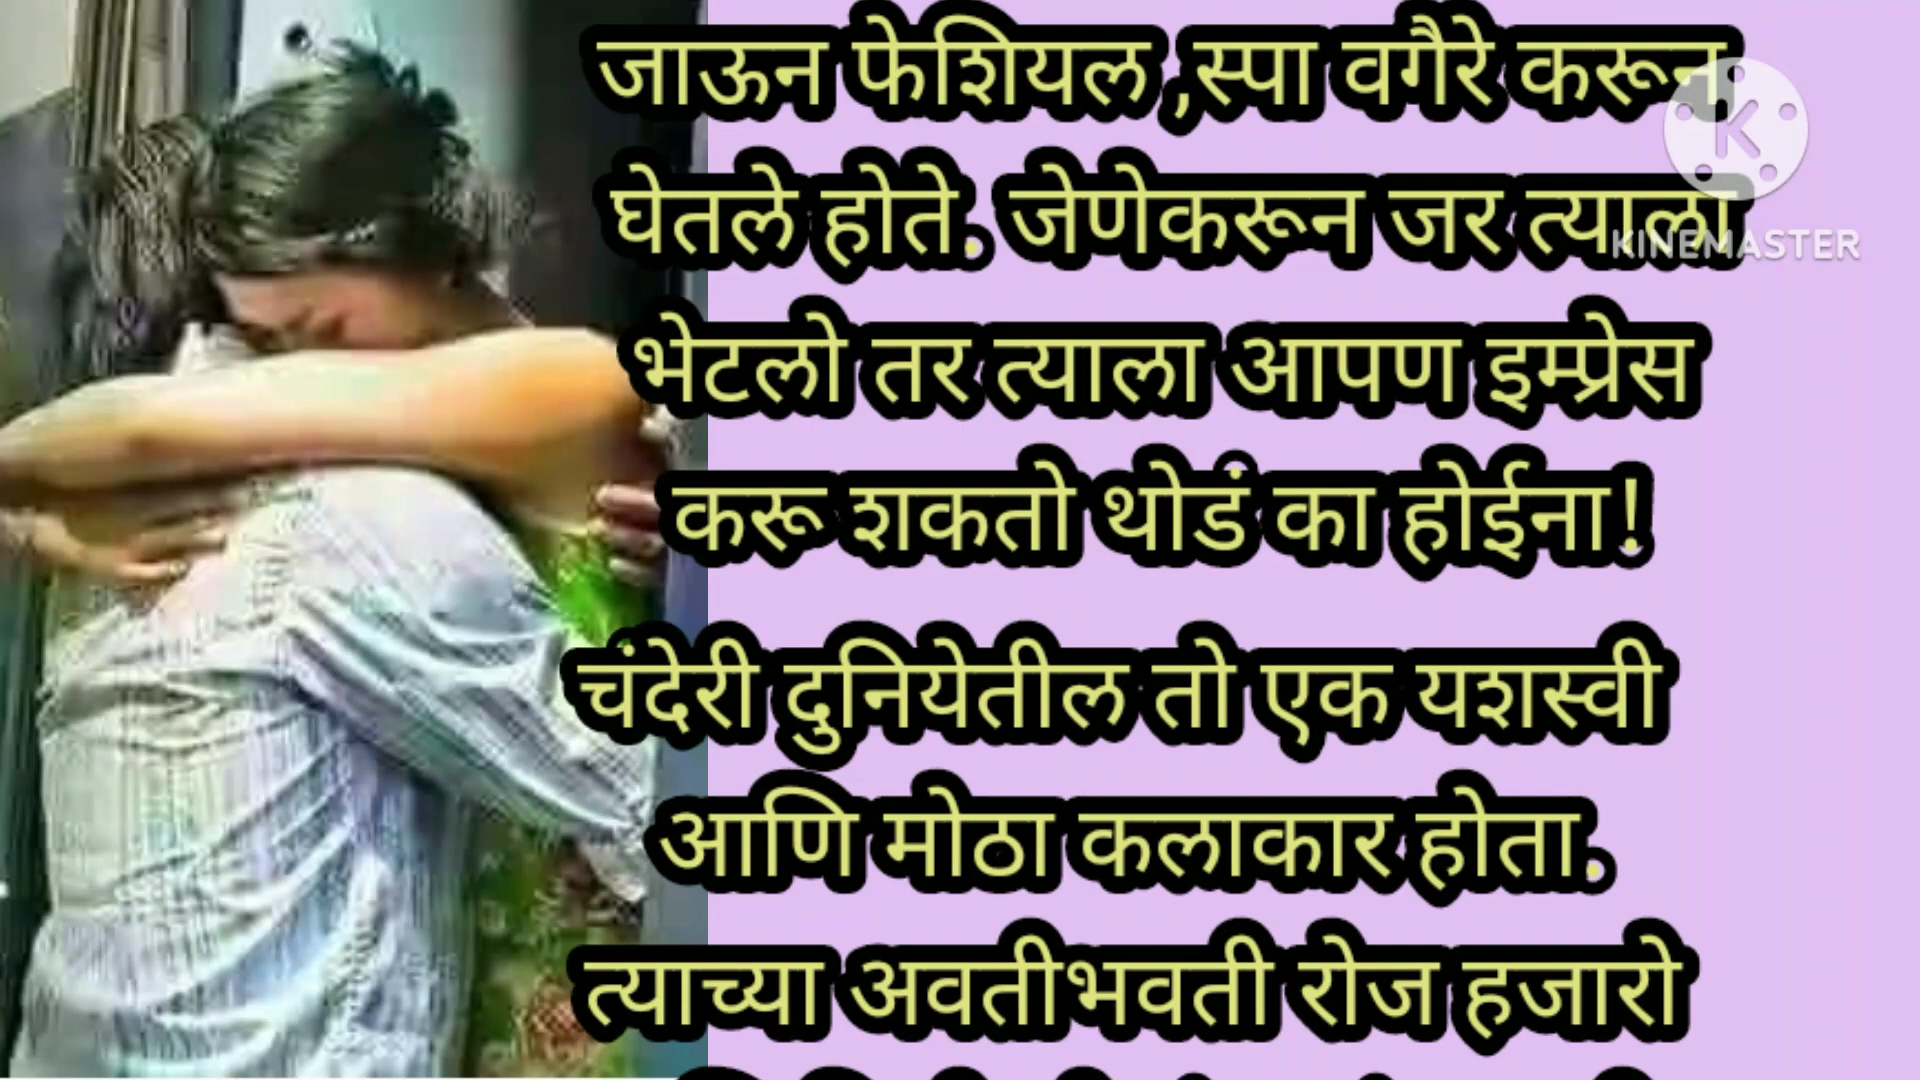 जाऊन फेशियल ,स्पा वगैरे करून
घेतले होते. जेणेकरून जर त्याला
KINEMASTER
भेटलो तर त्याला आपण इम्प्रेस
करू शकतो थोडं का होईना!
चंदेरी दुनियेतील तो एक यशस्वी
आणि मोठा कलाकार होता.
त्याच्या अवतीभवती रोज हजारो